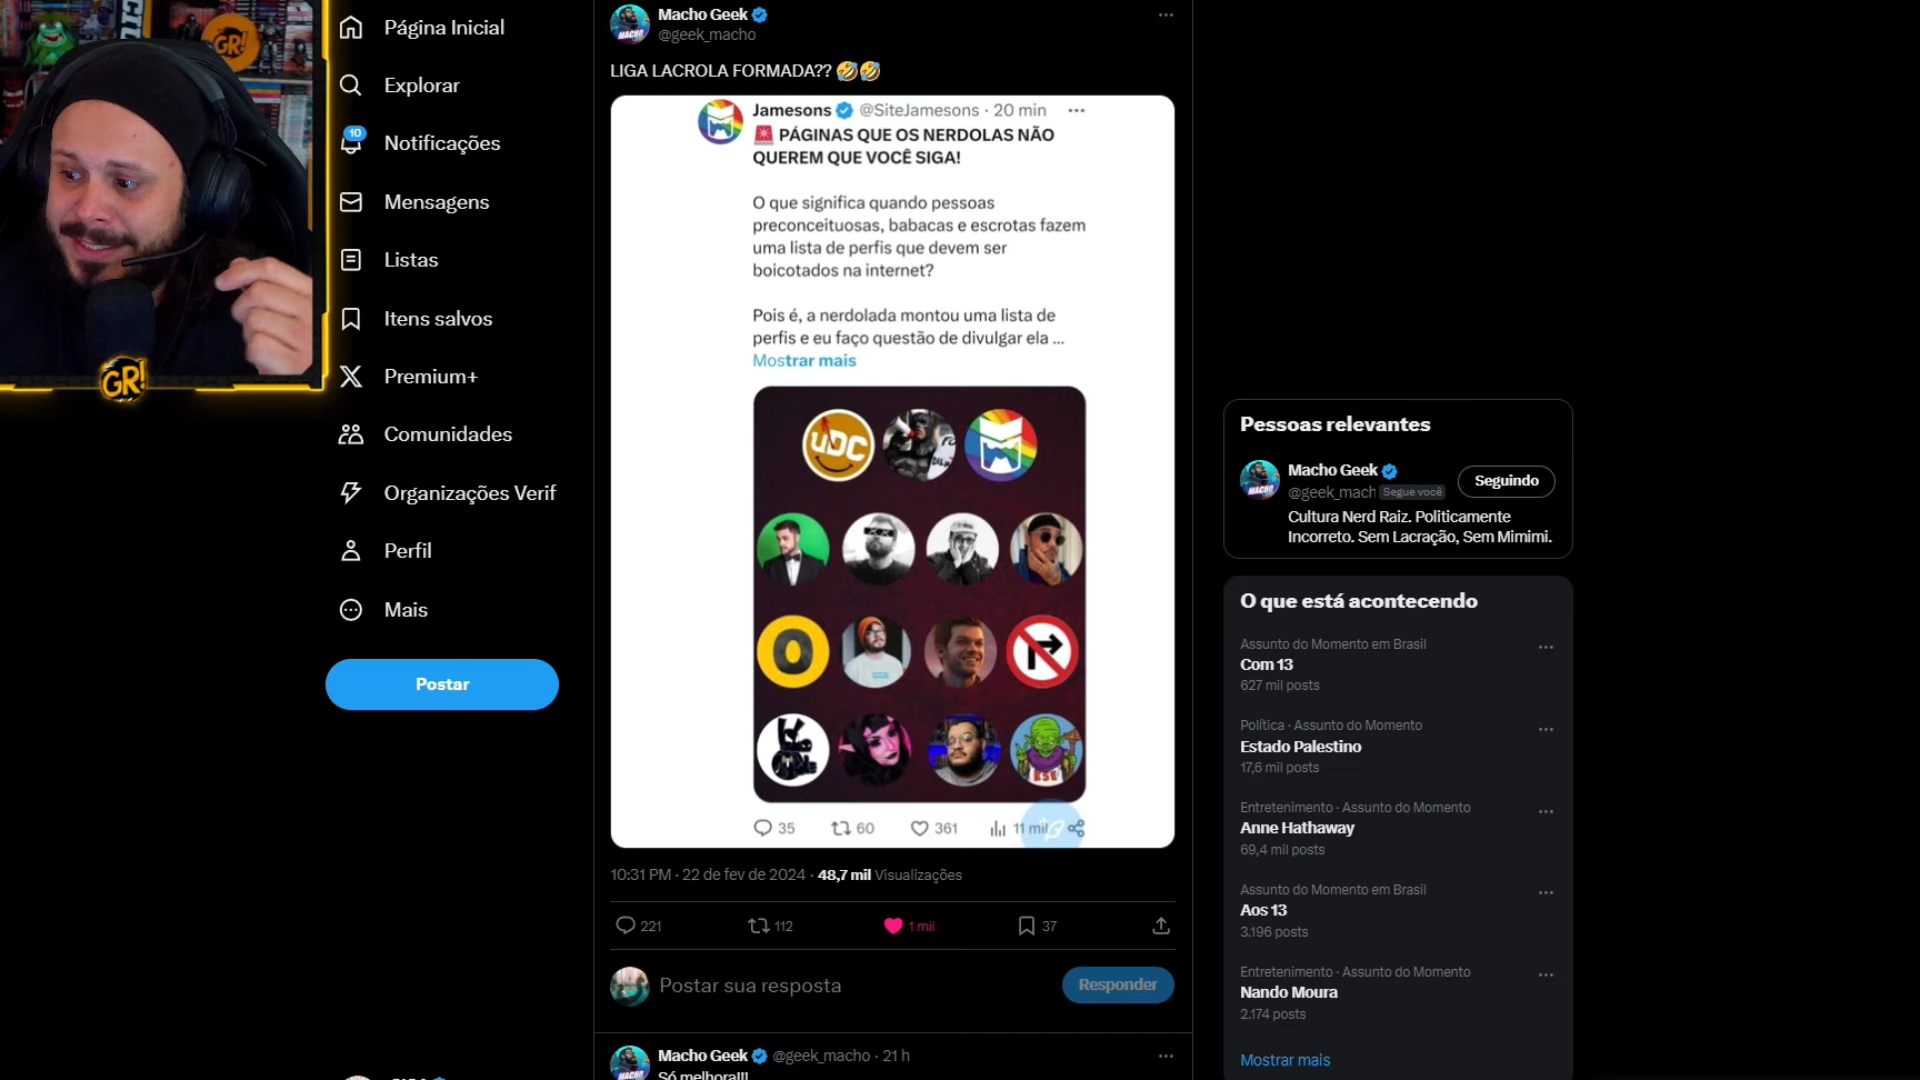 GR!
GR!
Página Inicial
Explorar
10
Notificações
Mensagens
Listas
Itens salvos
Premium+
Comunidades
Organizações Verif
Perfil
Mais
Postar
Macho Geek
@geek_macho
LIGA LACROLA FORMADA?? 🤣🤣
Jamesons @SiteJamesons · 20 min
🚨 PÁGINAS QUE OS NERDOLAS NÃO
QUEREM QUE VOCÊ SIGA!
O que significa quando pessoas
preconceituosas, babacas e escrotas fazem
uma lista de perfis que devem ser
boicotados na internet?
Pois é, a nerdolada montou uma lista de
perfis e eu faço questão de divulgar ela ...
Mostrar mais
UDC
O
KSE
35 60 361 11 mil
10:31 PM · 22 de fev de 2024 · 48,7 mil Visualizações
221 112 1 mil 37
Postar sua resposta
Responder
Macho Geek @geek_macho · 21 h
Só melhora!!!
Pessoas relevantes
Macho Geek
@geek_mach Segue você
Seguindo
Cultura Nerd Raiz. Politicamente
Incorreto. Sem Lacração, Sem Mimimi.
O que está acontecendo
Assunto do Momento em Brasil
Com 13
627 mil posts
Política · Assunto do Momento
Estado Palestino
17,6 mil posts
Entretenimento · Assunto do Momento
Anne Hathaway
69,4 mil posts
Assunto do Momento em Brasil
Aos 13
3.196 posts
Entretenimento · Assunto do Momento
Nando Moura
2.174 posts
Mostrar mais